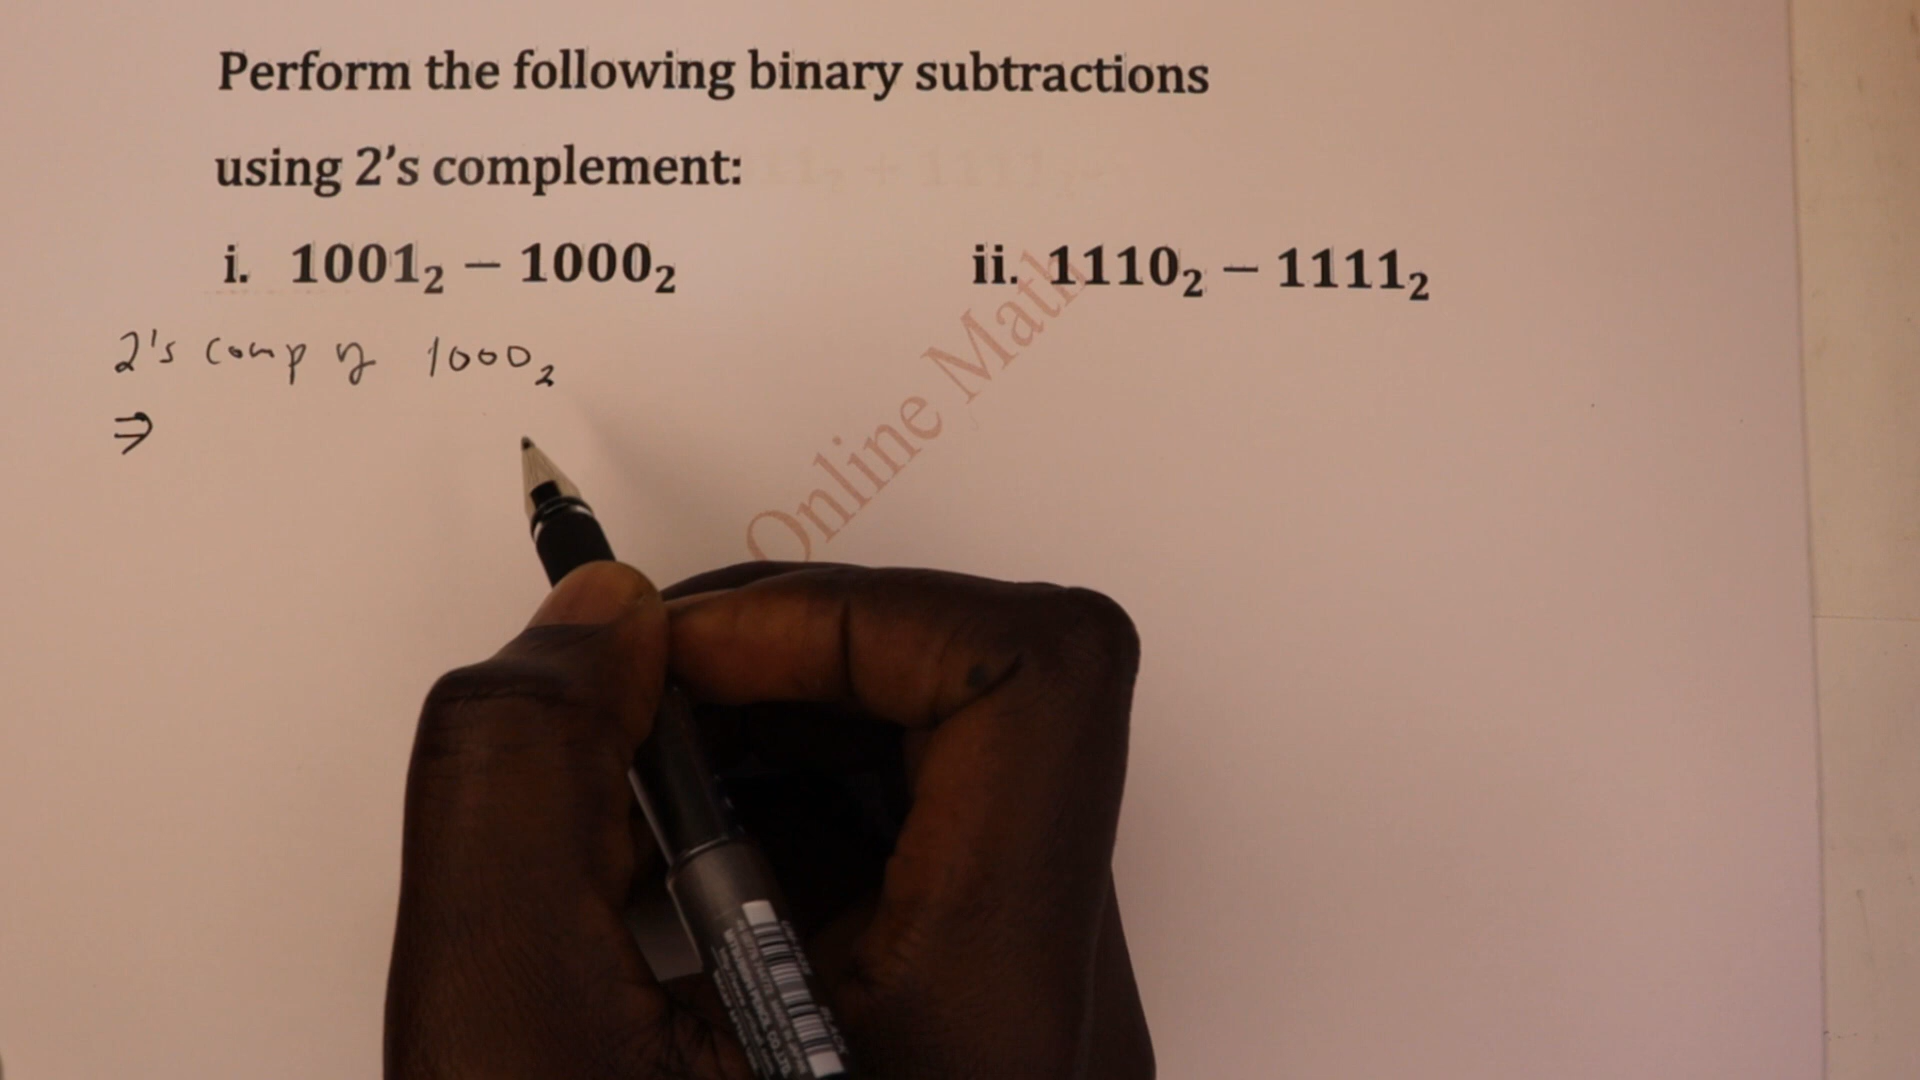 Perform the following binary subtractions
using 2’s complement:
i. 1001₂ − 1000₂
ii. 1110₂ − 1111₂
2's comp of 1000₂
⇒
Online Math